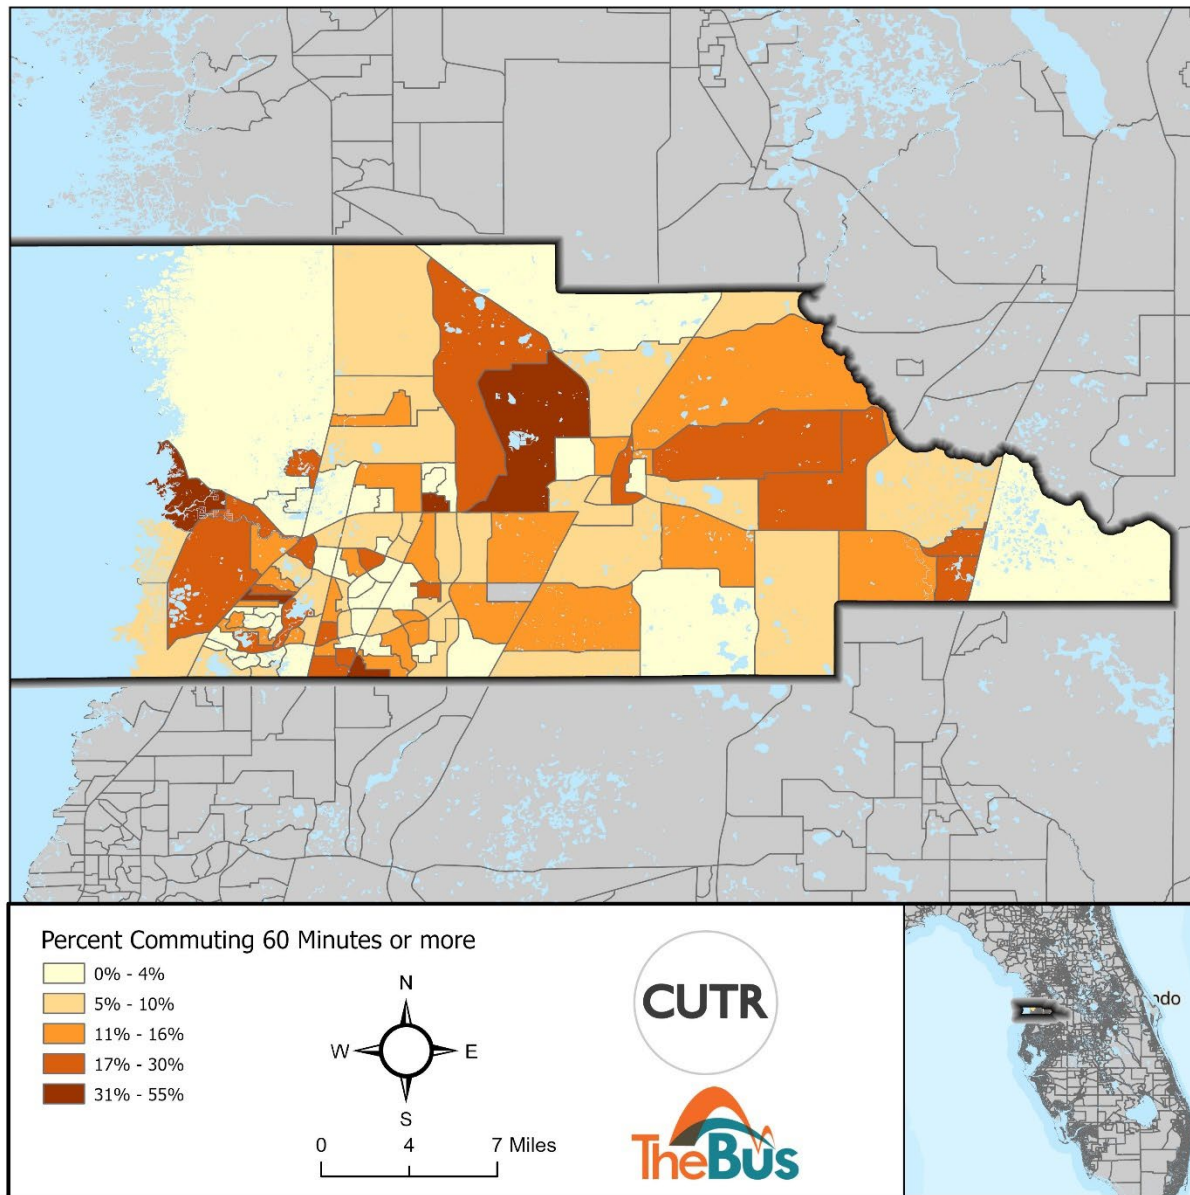 Percent Commuting 60 Minutes or more
0% - 4%
5% - 10%
11% - 16%
17% - 30%
31% - 55%
N
W E
S
0 4 7 Miles
CUTR
TheBus
ndo